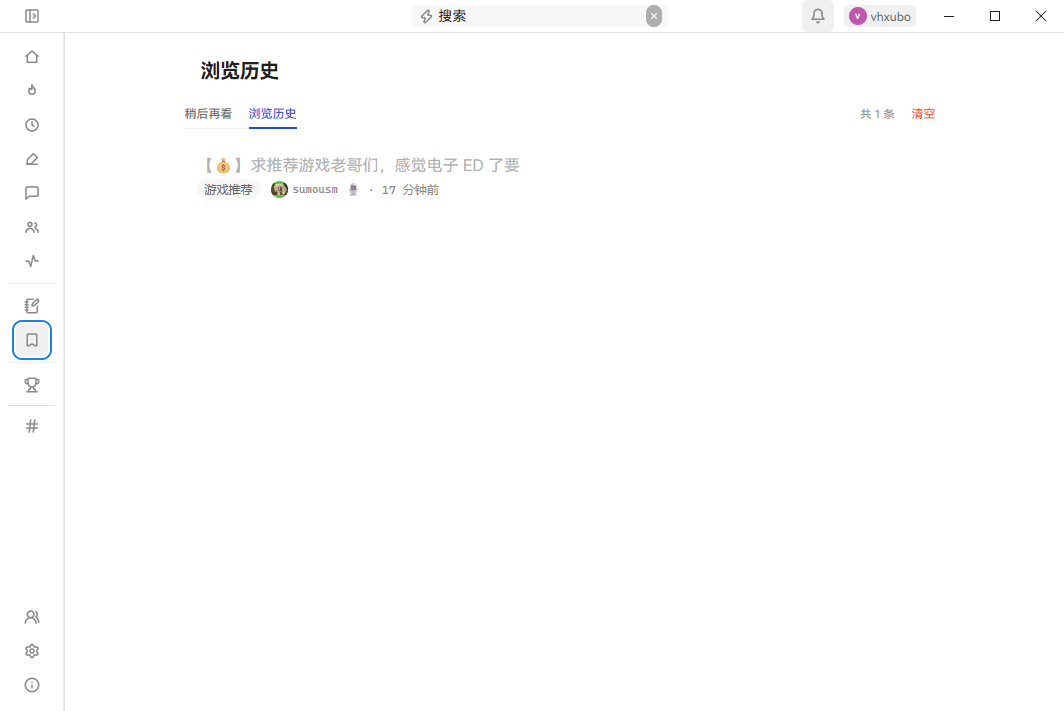 搜索
v vhxubo
浏览历史
稍后再看 浏览历史 共 1 条 清空
【💰】求推荐游戏老哥们，感觉电子 ED 了要
游戏推荐 sumousm · 17 分钟前